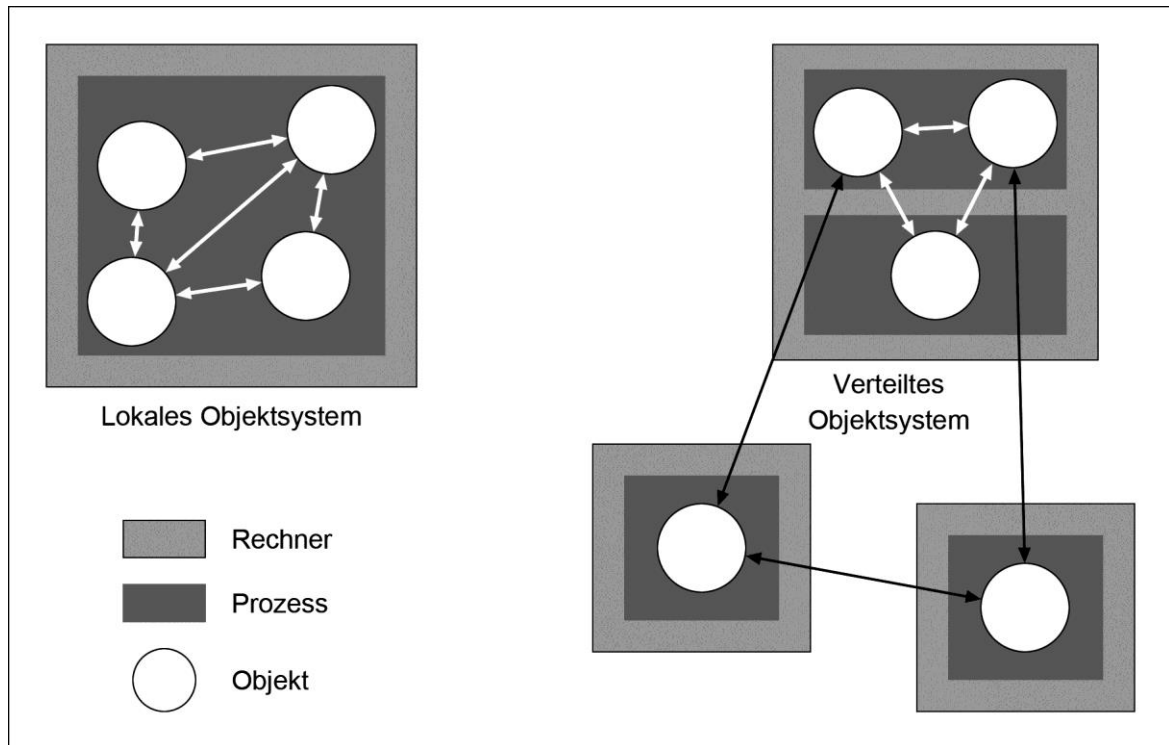 Lokales Objektsystem
Verteiltes
Objektsystem
Rechner
Prozess
Objekt